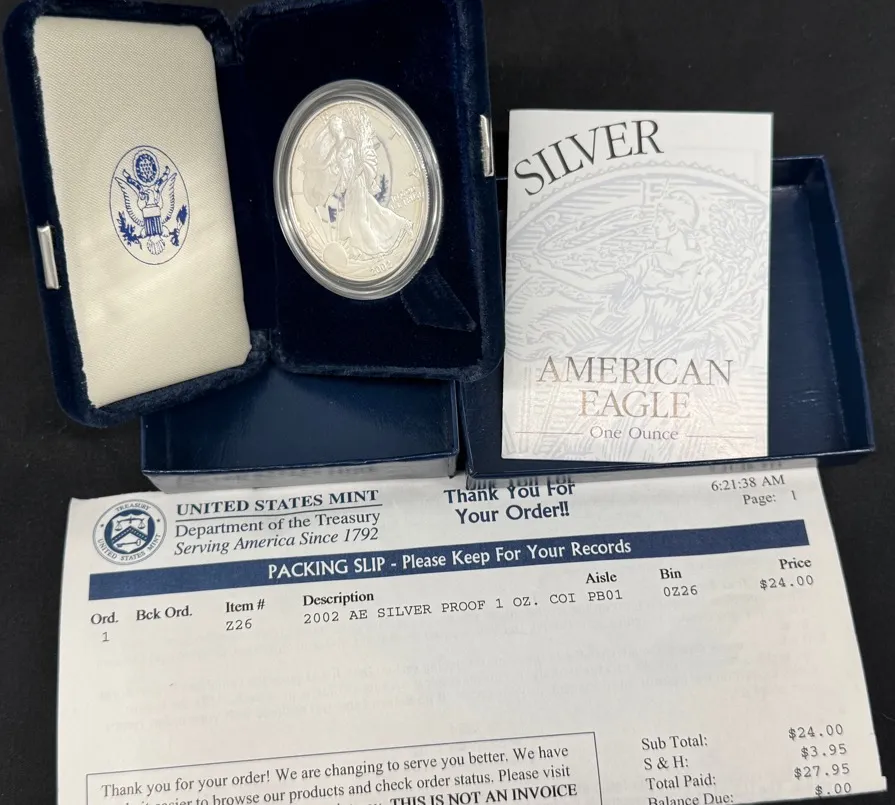 2002
SILVER
AMERICAN
EAGLE
One Ounce
TREASURY
UNITED STATES MINT
UNITED STATES MINT
Department of the Treasury
Serving America Since 1792
Thank You For
Your Order!!
6:21:38 AM
Page: 1
PACKING SLIP - Please Keep For Your Records
Ord. Bck Ord. Item # Description Aisle Bin Price
1 Z26 2002 AE SILVER PROOF 1 OZ. COI PB01 0Z26 $24.00
Sub Total: $24.00
S & H: $3.95
Total Paid: $27.95
Balance Due: $.00
Thank you for your order! We are changing to serve you better. We have
easier to browse our products and check order status. Please visit
THIS IS NOT AN INVOICE